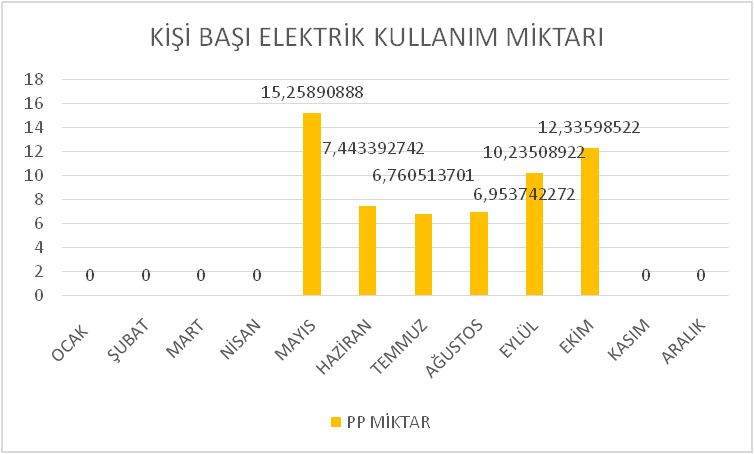 KİŞİ BAŞI ELEKTRİK KULLANIM MİKTARI
18
16
14
12
10
8
6
4
2
0
0
0
0
0
15,25890888
7,443392742
6,760513701
6,953742272
10,23508922
12,33598522
0
0
OCAK
ŞUBAT
MART
NİSAN
MAYIS
HAZİRAN
TEMMUZ
AĞUSTOS
EYLÜL
EKİM
KASIM
ARALIK
PP MİKTAR